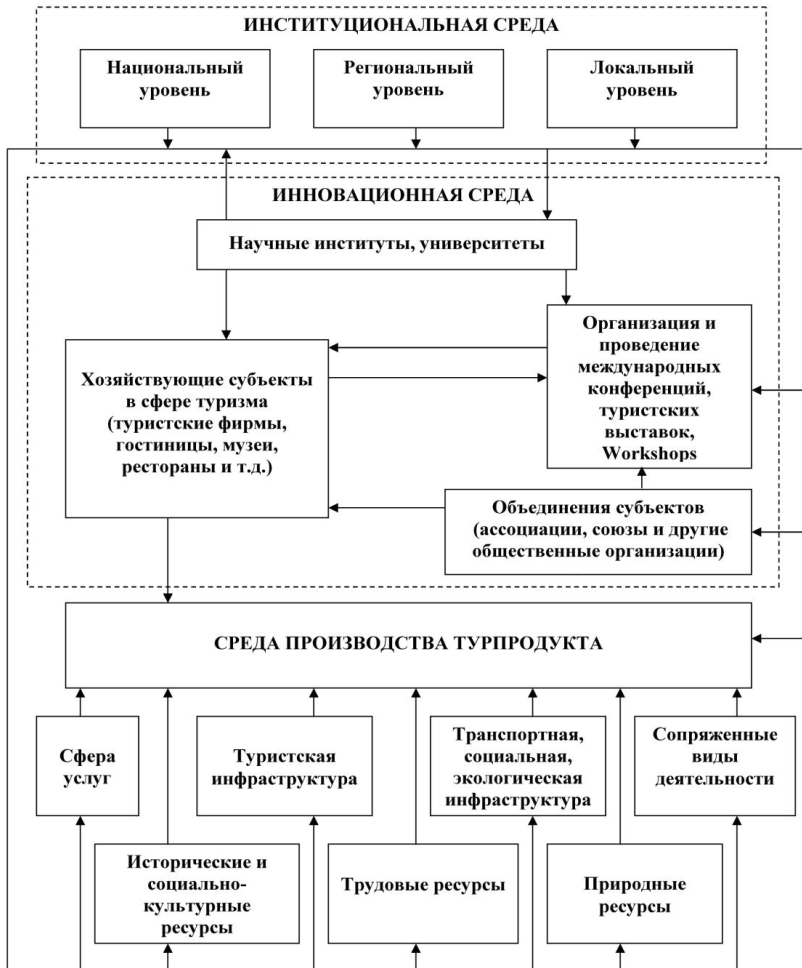 ИНСТИТУЦИОНАЛЬНАЯ СРЕДА
Национальный
уровень
Региональный
уровень
Локальный
уровень
ИННОВАЦИОННАЯ СРЕДА
Научные институты, университеты
Хозяйствующие субъекты
в сфере туризма
(туристские фирмы,
гостиницы, музеи,
рестораны и т.д.)
Организация и
проведение
международных
конференций,
туристских
выставок,
Workshops
Объединения субъектов
(ассоциации, союзы и другие
общественные организации)
СРЕДА ПРОИЗВОДСТВА ТУРПРОДУКТА
Сфера
услуг
Туристская
инфраструктура
Транспортная,
социальная,
экологическая
инфраструктура
Сопряженные
виды
деятельности
Исторические и
социально-
культурные
ресурсы
Трудовые ресурсы
Природные
ресурсы